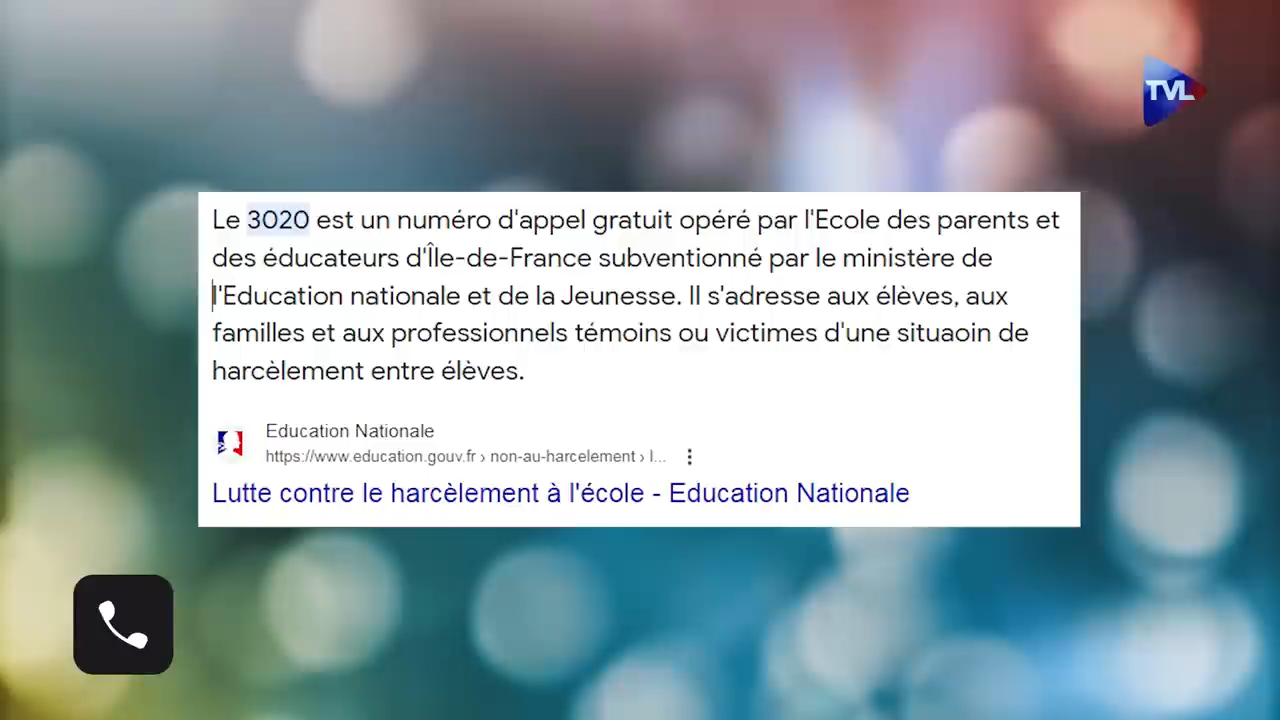 TVL
Le 3020 est un numéro d'appel gratuit opéré par l'Ecole des parents et
des éducateurs d'Île-de-France subventionné par le ministère de
l'Education nationale et de la Jeunesse. Il s'adresse aux élèves, aux
familles et aux professionnels témoins ou victimes d'une situaoin de
harcèlement entre élèves.
Education Nationale
https://www.education.gouv.fr › non-au-harcelement › l...
Lutte contre le harcèlement à l'école - Education Nationale